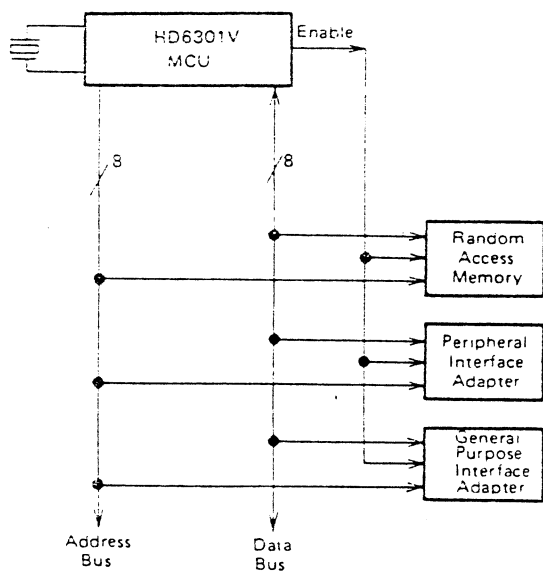 HD6301V
MCU
Enable
8
8
Random
Access
Memory
Peripheral
Interface
Adapter
General
Purpose
Interface
Adapter
Address
Bus
Data
Bus